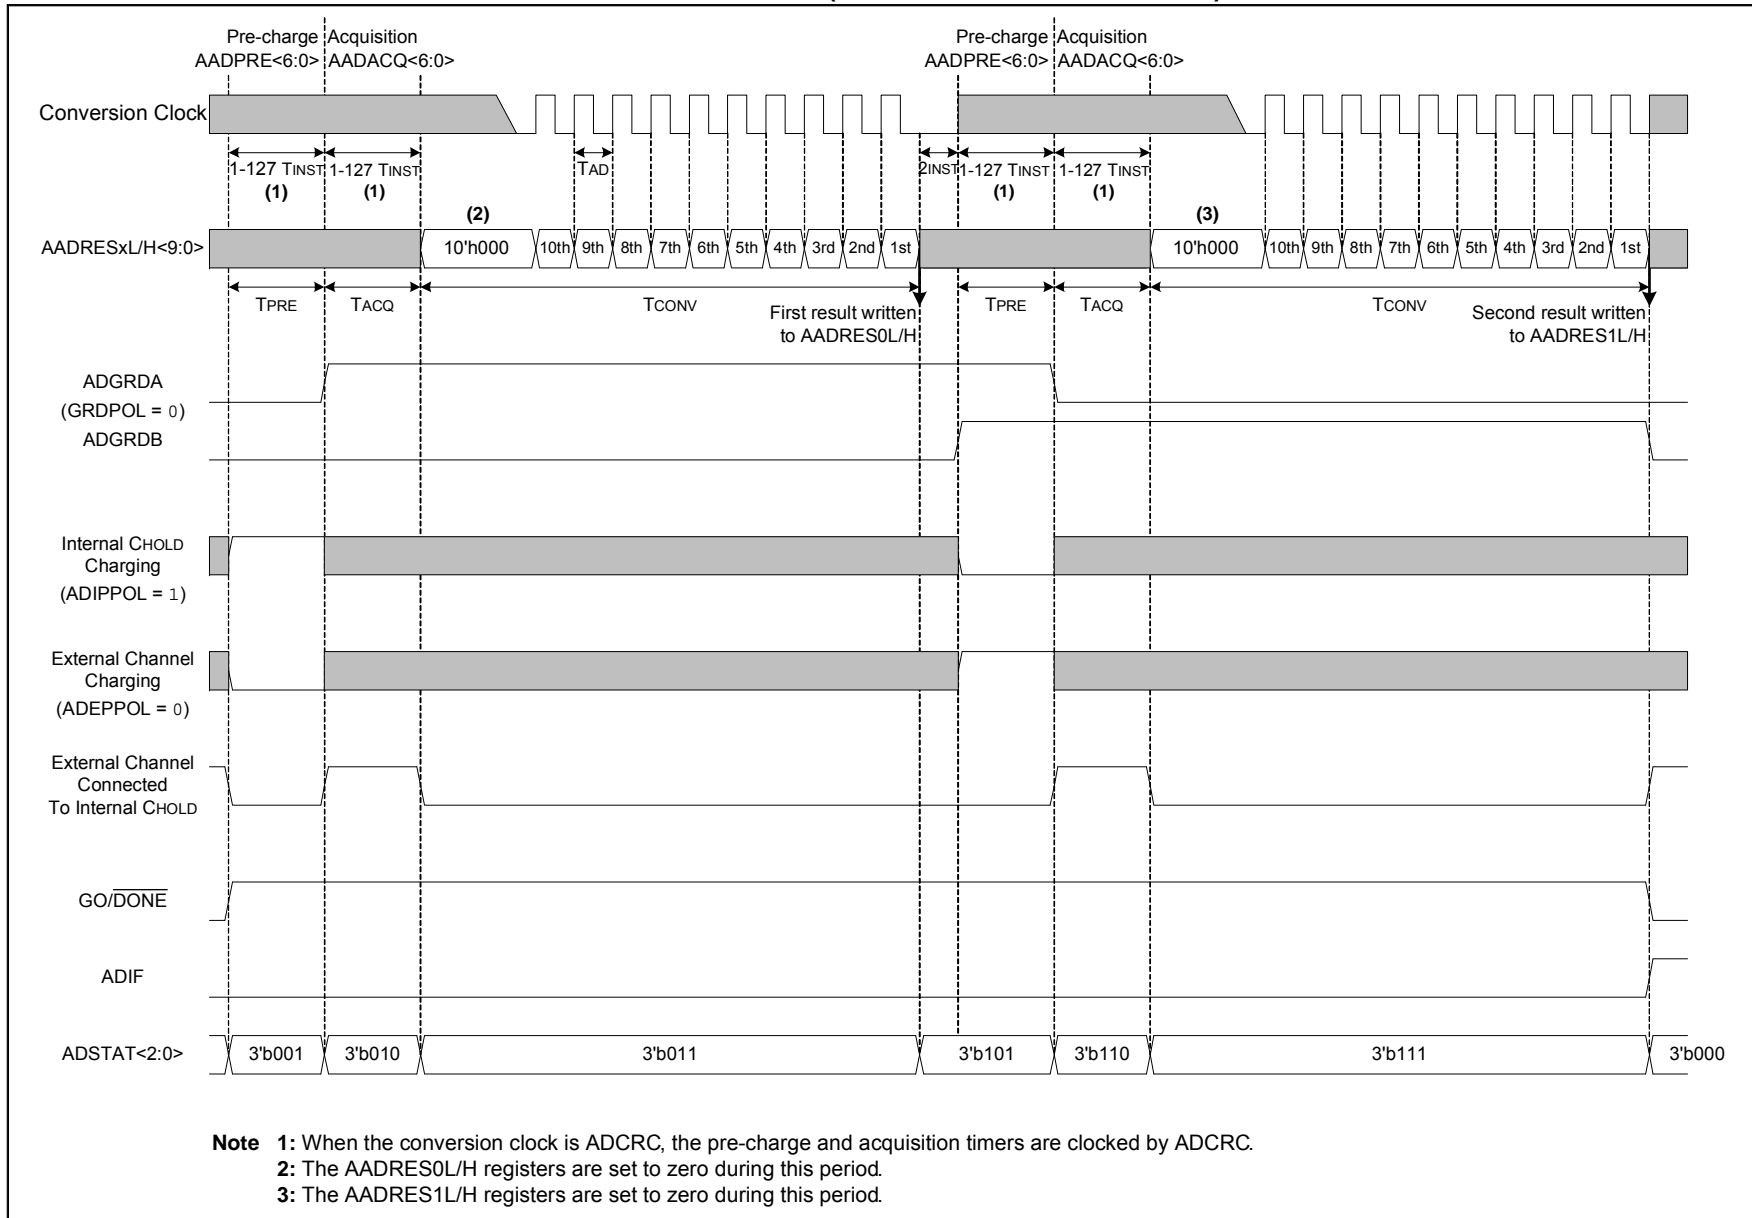 Pre-charge Acquisition Pre-charge Acquisition
AADPRE<6:0> AADACQ<6:0> AADPRE<6:0> AADACQ<6:0>
Conversion Clock
1-127 TINST 1-127 TINST TAD 2INST 1-127 TINST 1-127 TINST
(1) (1) (1) (1)
(2) (3)
AADRESxL/H<9:0> 10'h000 10th 9th 8th 7th 6th 5th 4th 3rd 2nd 1st 10'h000 10th 9th 8th 7th 6th 5th 4th 3rd 2nd 1st
TPRE TACQ TCONV TPRE TACQ TCONV
First result written
to AADRES0L/H
Second result written
to AADRES1L/H
ADGRDA
(GRDPOL = 0)
ADGRDB
Internal CHOLD
Charging
(ADIPPOL = 1)
External Channel
Charging
(ADEPPOL = 0)
External Channel
Connected
To Internal CHOLD
GO/DONE
ADIF
ADSTAT<2:0> 3'b001 3'b010 3'b011 3'b101 3'b110 3'b111 3'b000
Note 1: When the conversion clock is ADCRC, the pre-charge and acquisition timers are clocked by ADCRC.
2: The AADRES0L/H registers are set to zero during this period.
3: The AADRES1L/H registers are set to zero during this period.